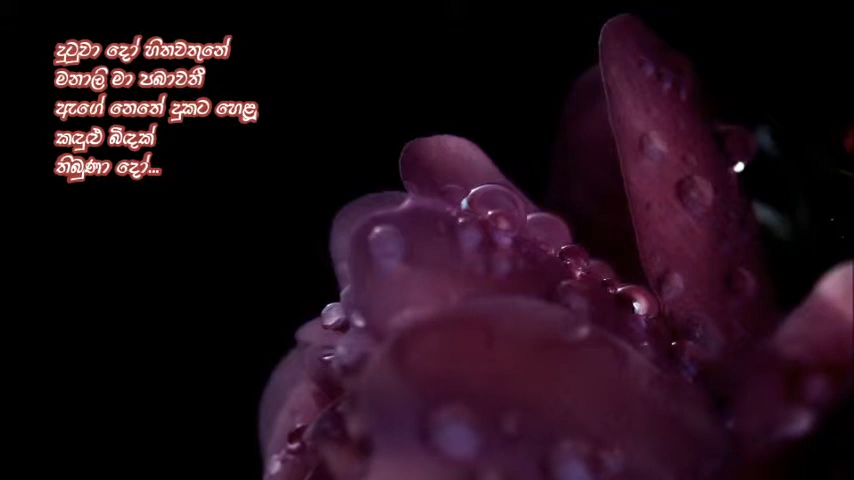 දුටුවා දෝ හිතවතුනේ
මනාලි මා පබාවතී
ඇගේ නෙතේ දුකට හෙළූ
කඳුළු බිඳක්
තිබුණා දෝ...